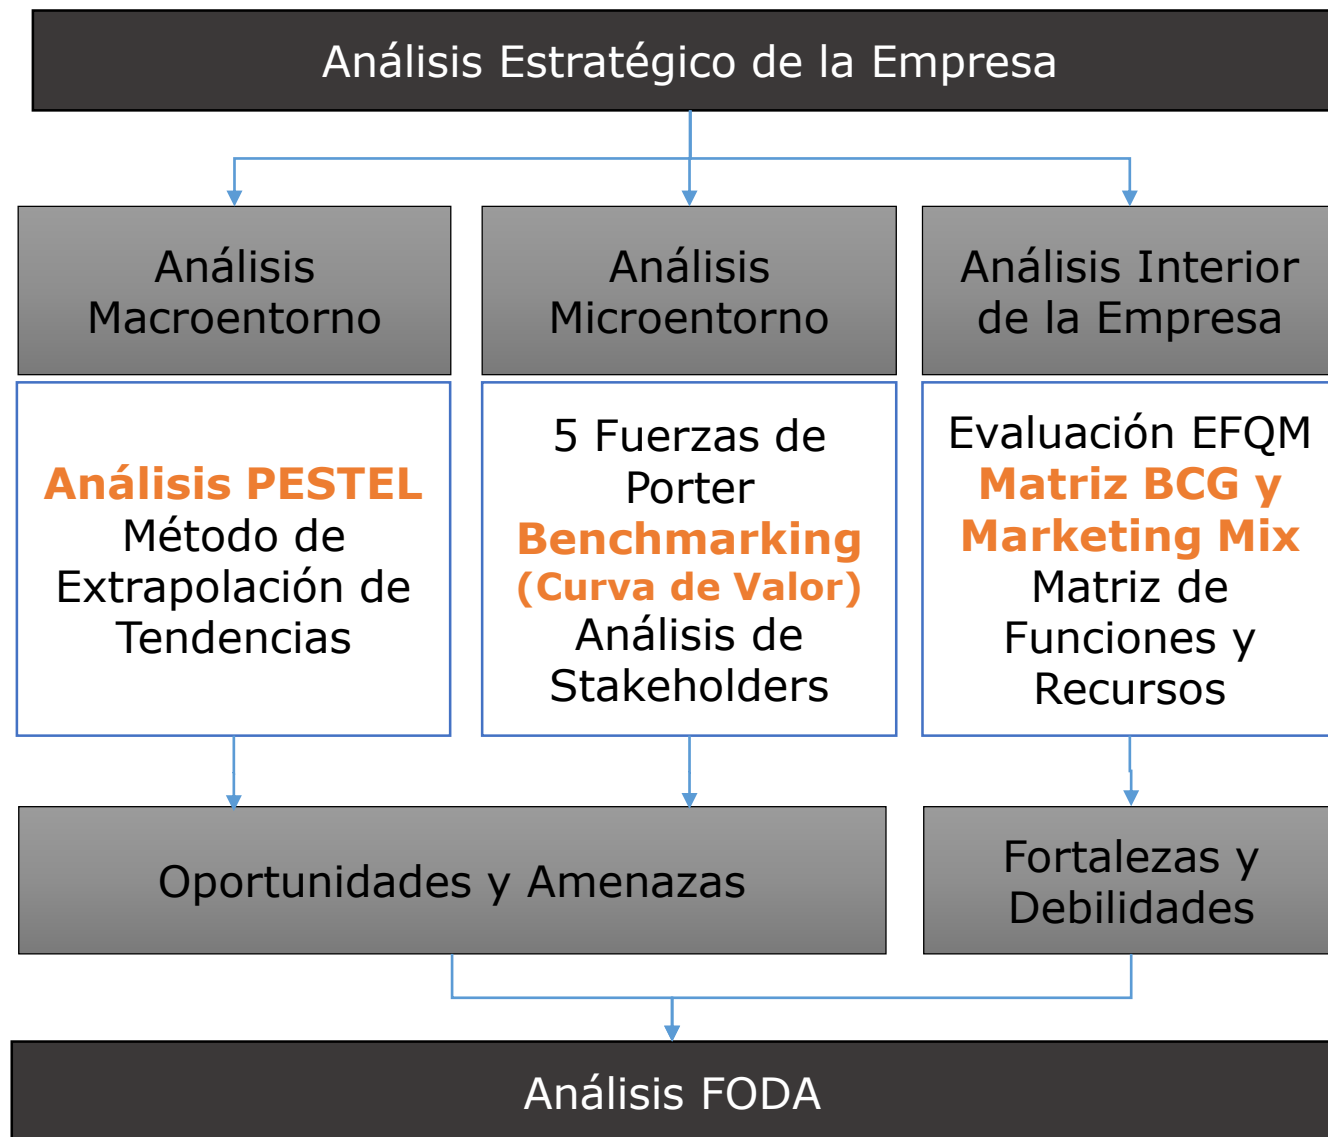 Análisis Estratégico de la Empresa
Análisis
Macroentorno
Análisis
Microentorno
Análisis Interior
de la Empresa
Análisis PESTEL
Método de
Extrapolación de
Tendencias
5 Fuerzas de
Porter
Benchmarking
(Curva de Valor)
Análisis de
Stakeholders
Evaluación EFQM
Matriz BCG y
Marketing Mix
Matriz de
Funciones y
Recursos
Oportunidades y Amenazas
Fortalezas y
Debilidades
Análisis FODA